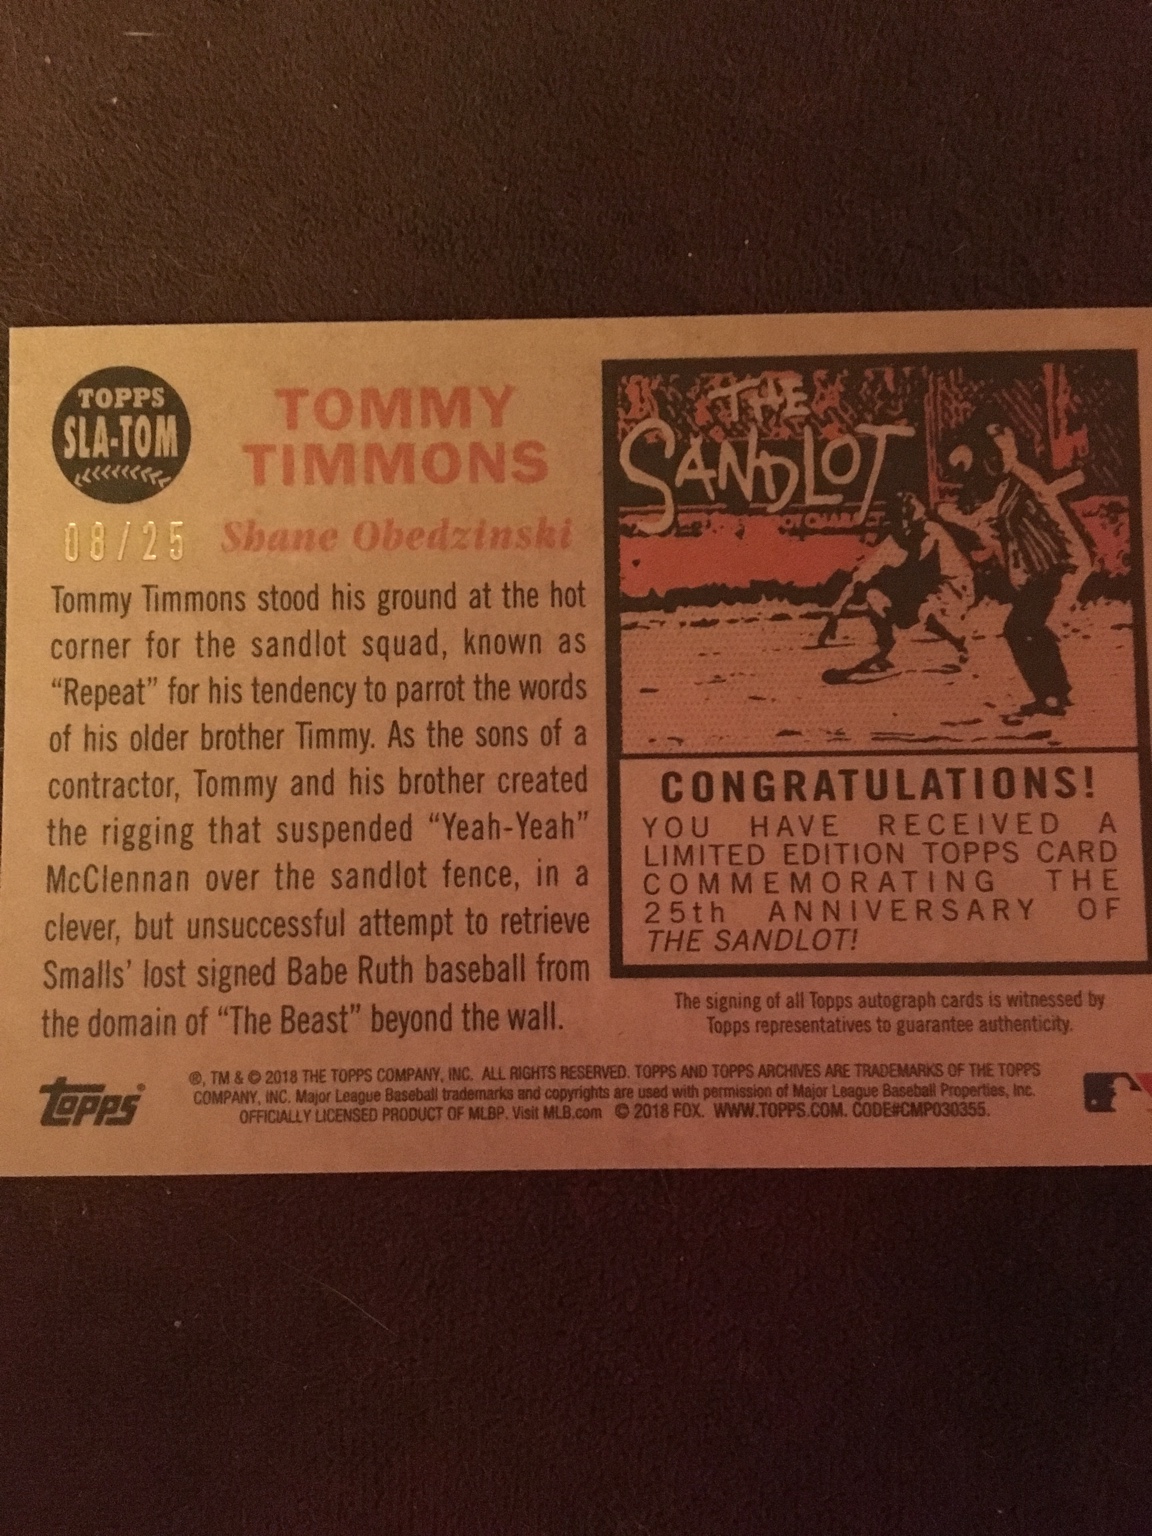 TOPPS
SLA-TOM
08/25
TOMMY
TIMMONS
Shane Obedzinski
Tommy Timmons stood his ground at the hot
corner for the sandlot squad, known as
“Repeat” for his tendency to parrot the words
of his older brother Timmy. As the sons of a
contractor, Tommy and his brother created
the rigging that suspended “Yeah-Yeah”
McClennan over the sandlot fence, in a
clever, but unsuccessful attempt to retrieve
Smalls’ lost signed Babe Ruth baseball from
the domain of “The Beast” beyond the wall.
THE
SANDLOT
CONGRATULATIONS!
YOU HAVE RECEIVED A
LIMITED EDITION TOPPS CARD
COMMEMORATING THE
25th ANNIVERSARY OF
THE SANDLOT!
The signing of all Topps autograph cards is witnessed by
Topps representatives to guarantee authenticity.
Topps®
®, TM & © 2018 THE TOPPS COMPANY, INC. ALL RIGHTS RESERVED. TOPPS AND TOPPS ARCHIVES ARE TRADEMARKS OF THE TOPPS
COMPANY, INC. Major League Baseball trademarks and copyrights are used with permission of Major League Baseball Properties, Inc.
OFFICIALLY LICENSED PRODUCT OF MLBP. Visit MLB.com © 2018 FOX. WWW.TOPPS.COM. CODE#CMP030355.